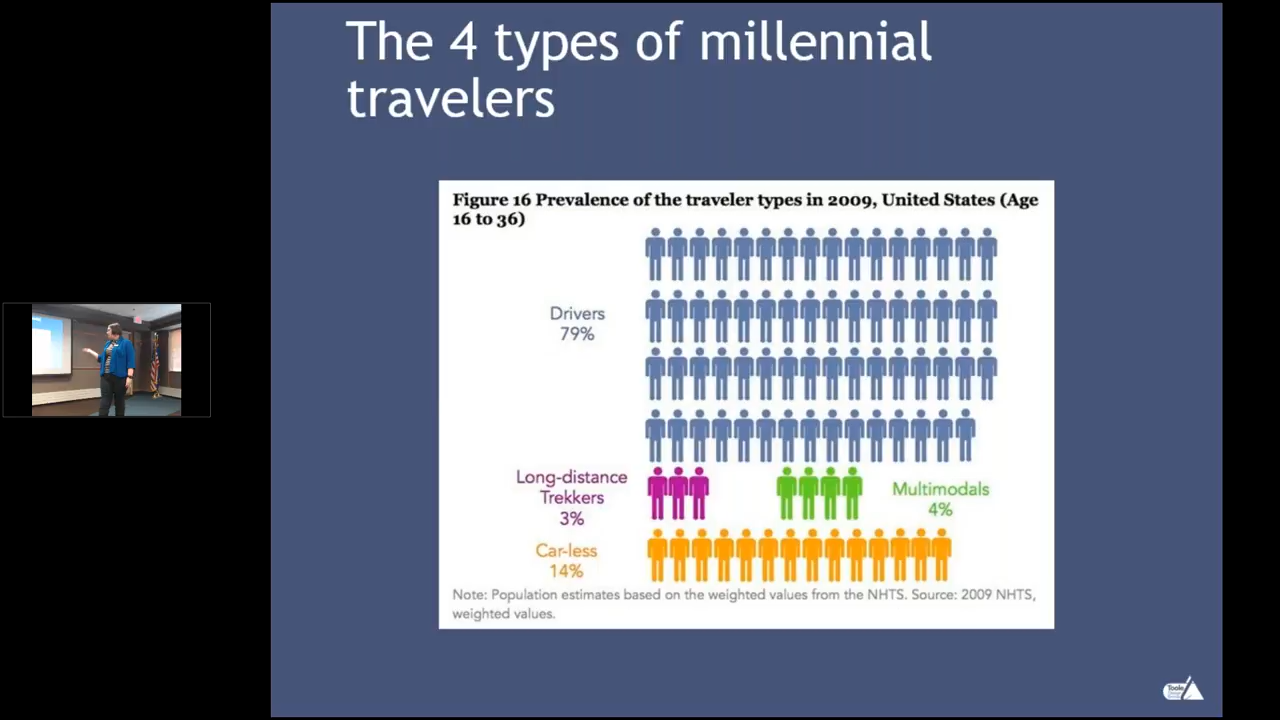 The 4 types of millennial
travelers
Figure 16 Prevalence of the traveler types in 2009, United States (Age
16 to 36)
Drivers
79%
Long-distance
Trekkers
3%
Multimodals
4%
Car-less
14%
Note: Population estimates based on the weighted values from the NHTS. Source: 2009 NHTS,
weighted values.
Toole